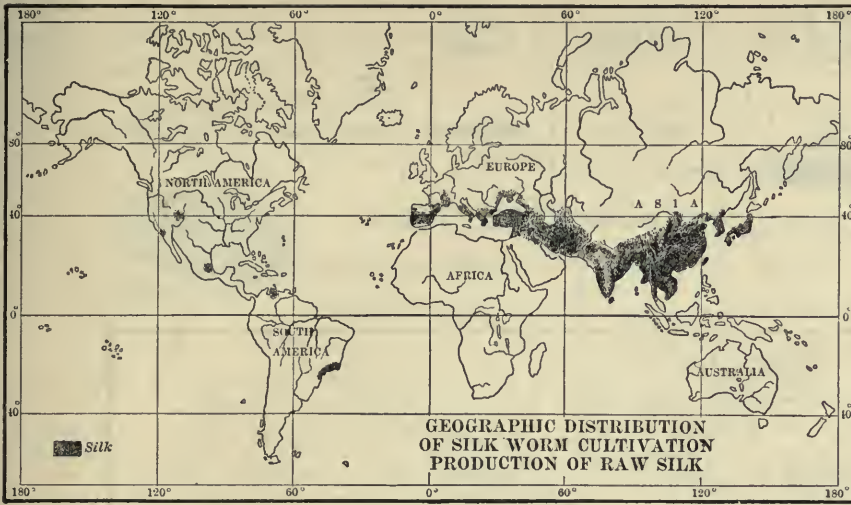 180° 120° 60° 0° 60° 120° 180°
80° 80°
EUROPE
NORTH AMERICA
ASIA
40° 40°
AFRICA
0° 0°
SOUTH
AMERICA
AUSTRALIA
40° 40°
GEOGRAPHIC DISTRIBUTION
OF SILK WORM CULTIVATION
PRODUCTION OF RAW SILK
Silk
180° 120° 60° 0° 60° 120° 180°